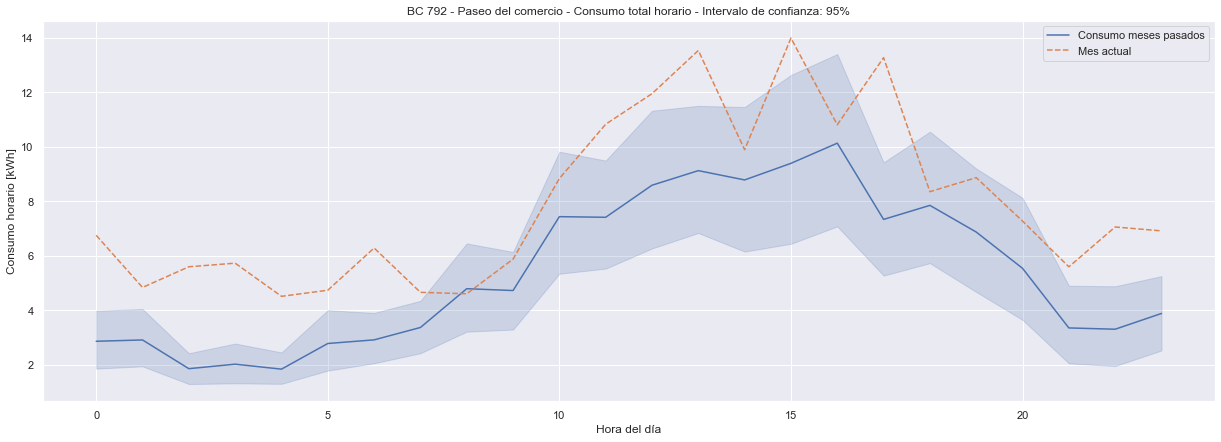 BC 792 - Paseo del comercio - Consumo total horario - Intervalo de confianza: 95%
Consumo meses pasados
Mes actual
Consumo horario [kWh]
14
12
10
8
6
4
2
0
5
10
15
20
Hora del día